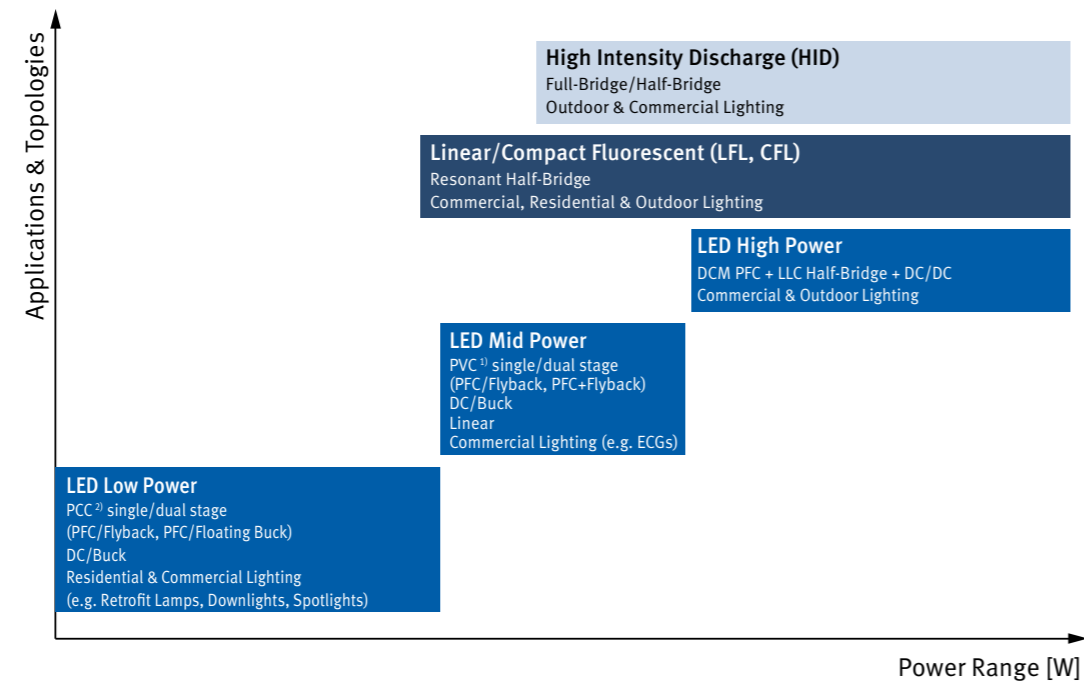 Applications & Topologies
High Intensity Discharge (HID)
Full-Bridge/Half-Bridge
Outdoor & Commercial Lighting
Linear/Compact Fluorescent (LFL, CFL)
Resonant Half-Bridge
Commercial, Residential & Outdoor Lighting
LED High Power
DCM PFC + LLC Half-Bridge + DC/DC
Commercial & Outdoor Lighting
LED Mid Power
PVC 1) single/dual stage
(PFC/Flyback, PFC+Flyback)
DC/Buck
Linear
Commercial Lighting (e.g. ECGs)
LED Low Power
PCC 2) single/dual stage
(PFC/Flyback, PFC/Floating Buck)
DC/Buck
Residential & Commercial Lighting
(e.g. Retrofit Lamps, Downlights, Spotlights)
Power Range [W]